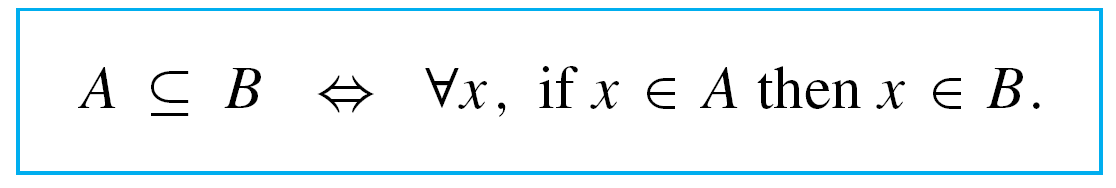 A ⊆ B ⇔ ∀x, if x ∈ A then x ∈ B.